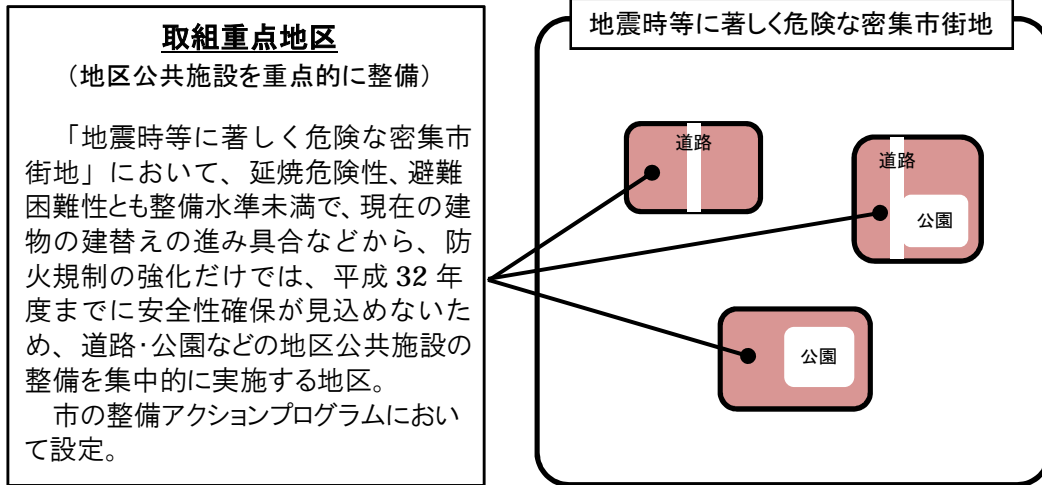 取組重点地区
（地区公共施設を重点的に整備）
「地震時等に著しく危険な密集市
街地」において、延焼危険性、避難
困難性とも整備水準未満で、現在の建
物の建替えの進み具合などから、防
火規制の強化だけでは、平成 32 年
度までに安全性確保が見込めないた
め、道路･公園などの地区公共施設の
整備を集中的に実施する地区。
市の整備アクションプログラムにおい
て設定。
地震時等に著しく危険な密集市街地
道路
道路
公園
公園